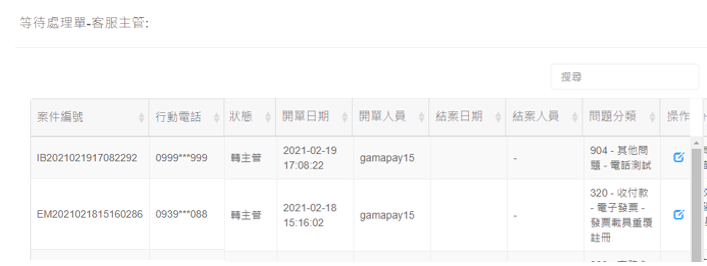 等待處理單-客服主管:
搜尋
案件編號 行動電話 狀態 開單日期 開單人員 結案日期 結案人員 問題分類 操作
IB2021021917082292 0999***999 轉主管 2021-02-19 gamapay15 - 904 - 其他問
17:08:22 題 - 電話測試
EM2021021815160286 0939***088 轉主管 2021-02-18 gamapay15 - 320 - 收付款
15:16:02 - 電子發票 -
發票載具重覆
註冊